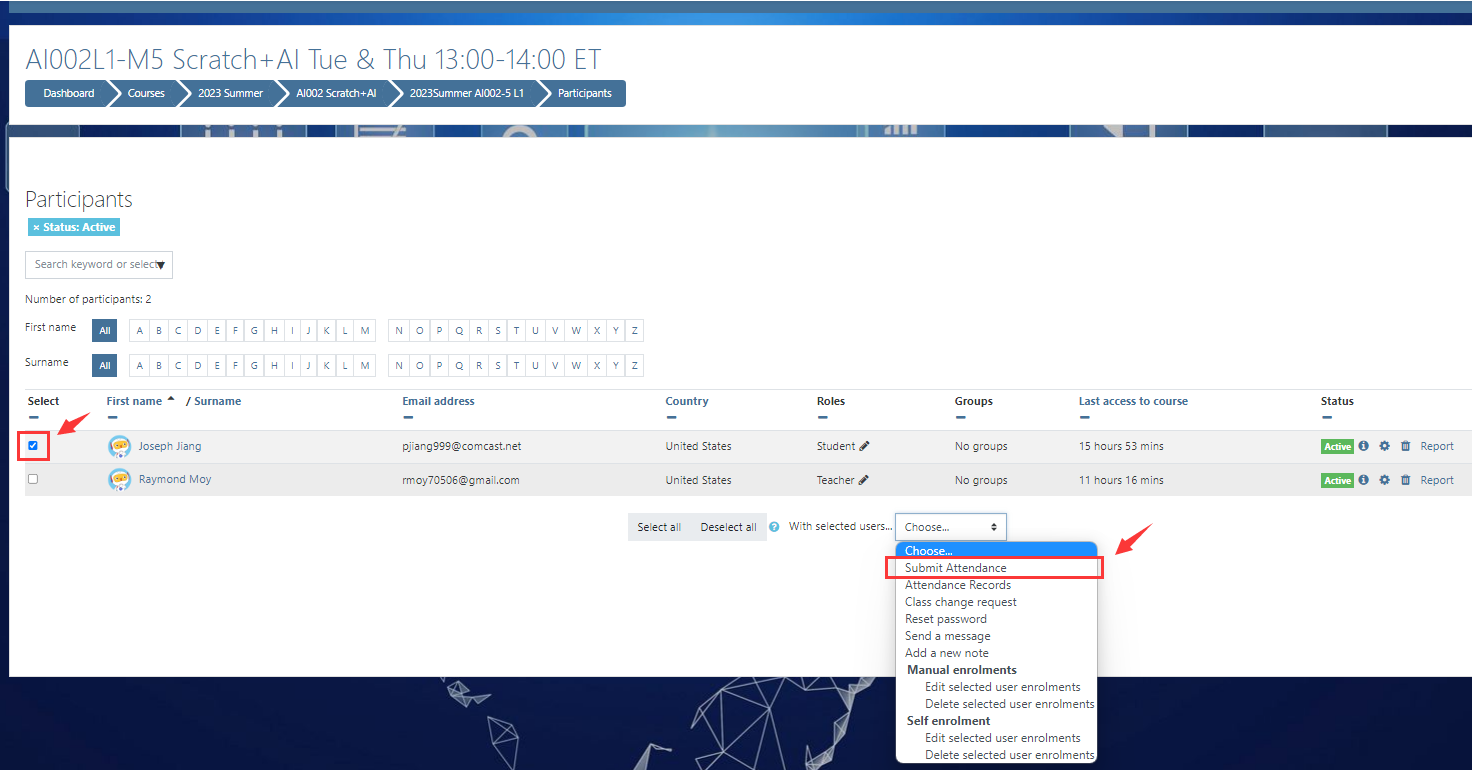 AI002L1-M5 Scratch+AI Tue & Thu 13:00-14:00 ET
Dashboard Courses 2023 Summer AI002 Scratch+AI 2023Summer AI002-5 L1 Participants
Participants
× Status: Active
Search keyword or select
Number of participants: 2
First name All A B C D E F G H I J K L M N O P Q R S T U V W X Y Z
Surname All A B C D E F G H I J K L M N O P Q R S T U V W X Y Z
Select First name / Surname Email address Country Roles Groups Last access to course Status
Joseph Jiang pjiang999@comcast.net United States Student No groups 15 hours 53 mins Active Report
Raymond Moy rmoy70506@gmail.com United States Teacher No groups 11 hours 16 mins Active Report
Select all Deselect all ? With selected users... Choose...
Choose...
Submit Attendance
Attendance Records
Class change request
Reset password
Send a message
Add a new note
Manual enrolments
Edit selected user enrolments
Delete selected user enrolments
Self enrolment
Edit selected user enrolments
Delete selected user enrolments